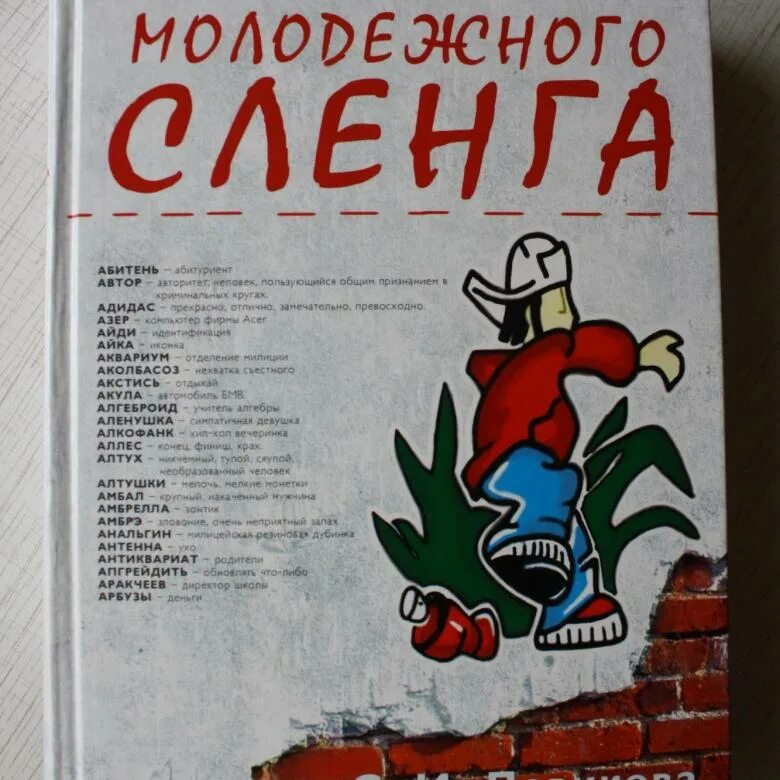 МОЛОДЕЖНОГО
СЛЕНГА
АБИТЕНЬ – абитуриент
АВТОР – авторитет; человек, пользующийся общим признанием в
криминальных кругах.
АДИДАС – прекрасно, отлично, замечательно, превосходно.
АЗЕР – компьютер фирмы Acer
АЙДИ – идентификация
АЙКА – иконка
АКВАРИУМ – отделение милиции
АКОЛБАСОЗ – нехватка съестного
АКСТИСЬ – отдыхай
АКУЛА – автомобиль БМВ.
АЛГЕБРОИД – учитель алгебры
АЛЕНУШКА – симпатичная девушка
АЛКОФАНК – хип-хоп вечеринка
АЛЛЕС – конец, финиш, крах.
АЛТУХ – никчемный, тупой, скупой,
необразованный человек
АЛТУШКИ – мелочь, мелкие монетки
АМБАЛ – крупный, накаченный мужчина
АМБРЕЛЛА – зонтик
АМБРЭ – зловоние, очень неприятный запах
АНАЛЬГИН – милицейская резиновая дубинка
АНТЕННА – ухо
АНТИКВАРИАТ – родители
АПГРЕЙДИТЬ – обновлять что-либо
АРАКЧЕЕВ – директор школы
АРБУЗЫ – деньги